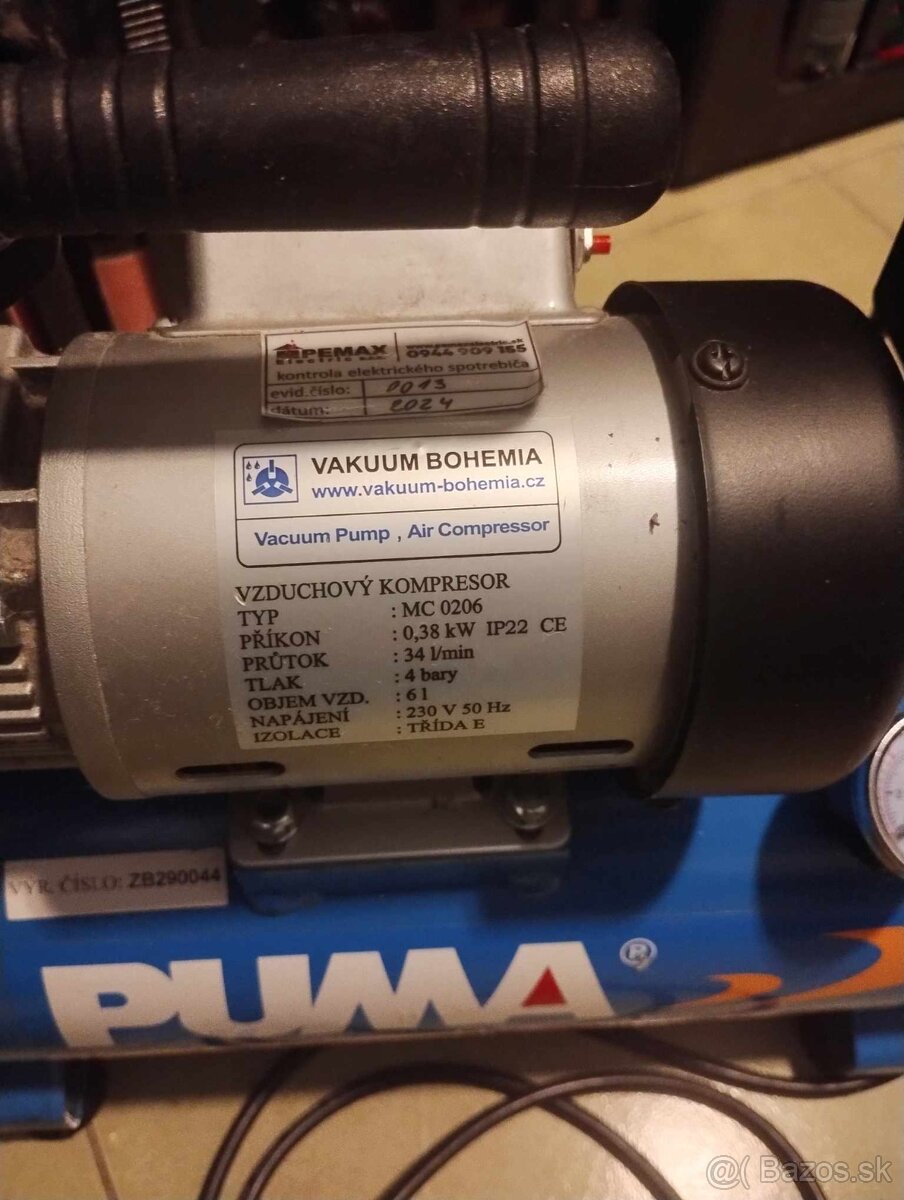 PEMAX
electric s.r.o.
0944 909 165
kontrola elektrického spotrebiča
evid.číslo: 0013
dátum: 2024
VAKUUM BOHEMIA
www.vakuum-bohemia.cz
Vacuum Pump , Air Compressor
VZDUCHOVÝ KOMPRESOR
TYP : MC 0206
PŘÍKON : 0,38 kW IP22 CE
PRŮTOK : 34 l/min
TLAK : 4 bary
OBJEM VZD. : 6 l
NAPÁJENÍ : 230 V 50 Hz
IZOLACE : TŘÍDA E
VÝR. ČÍSLO: ZB290044
PUMA ®
@( Bazos.sk